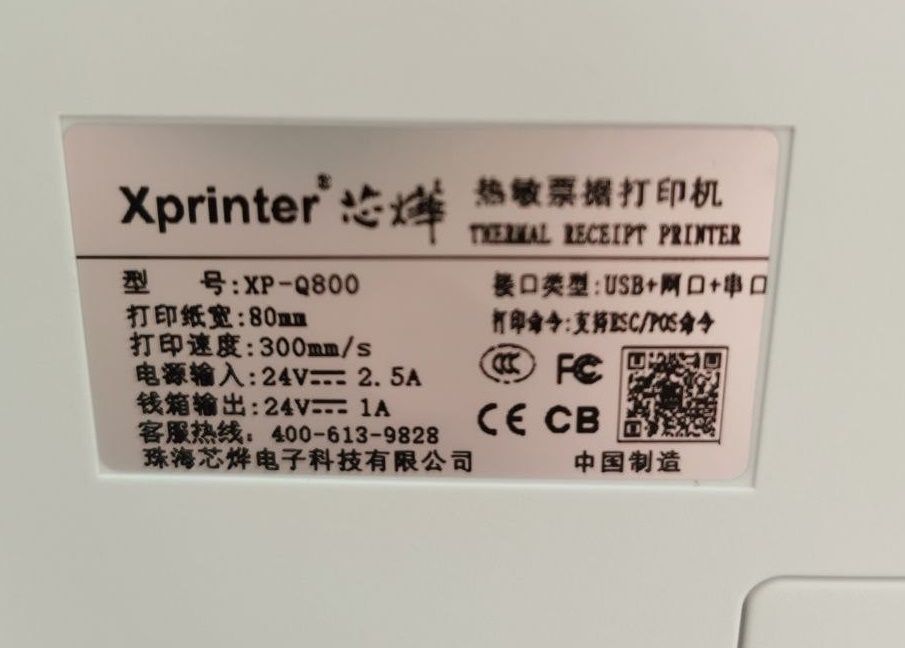 Xprinter® 芯烨 热敏票据打印机
THERMAL RECEIPT PRINTER
型 号:XP-Q800 接口类型:USB+网口+串口
打印纸宽:80mm 打印命令:支持ESC/POS命令
打印速度:300mm/s
电源输入:24V⎓ 2.5A
钱箱输出:24V⎓ 1A
CCC FC
CE CB
客服热线: 400-613-9828
珠海芯烨电子科技有限公司 中国制造